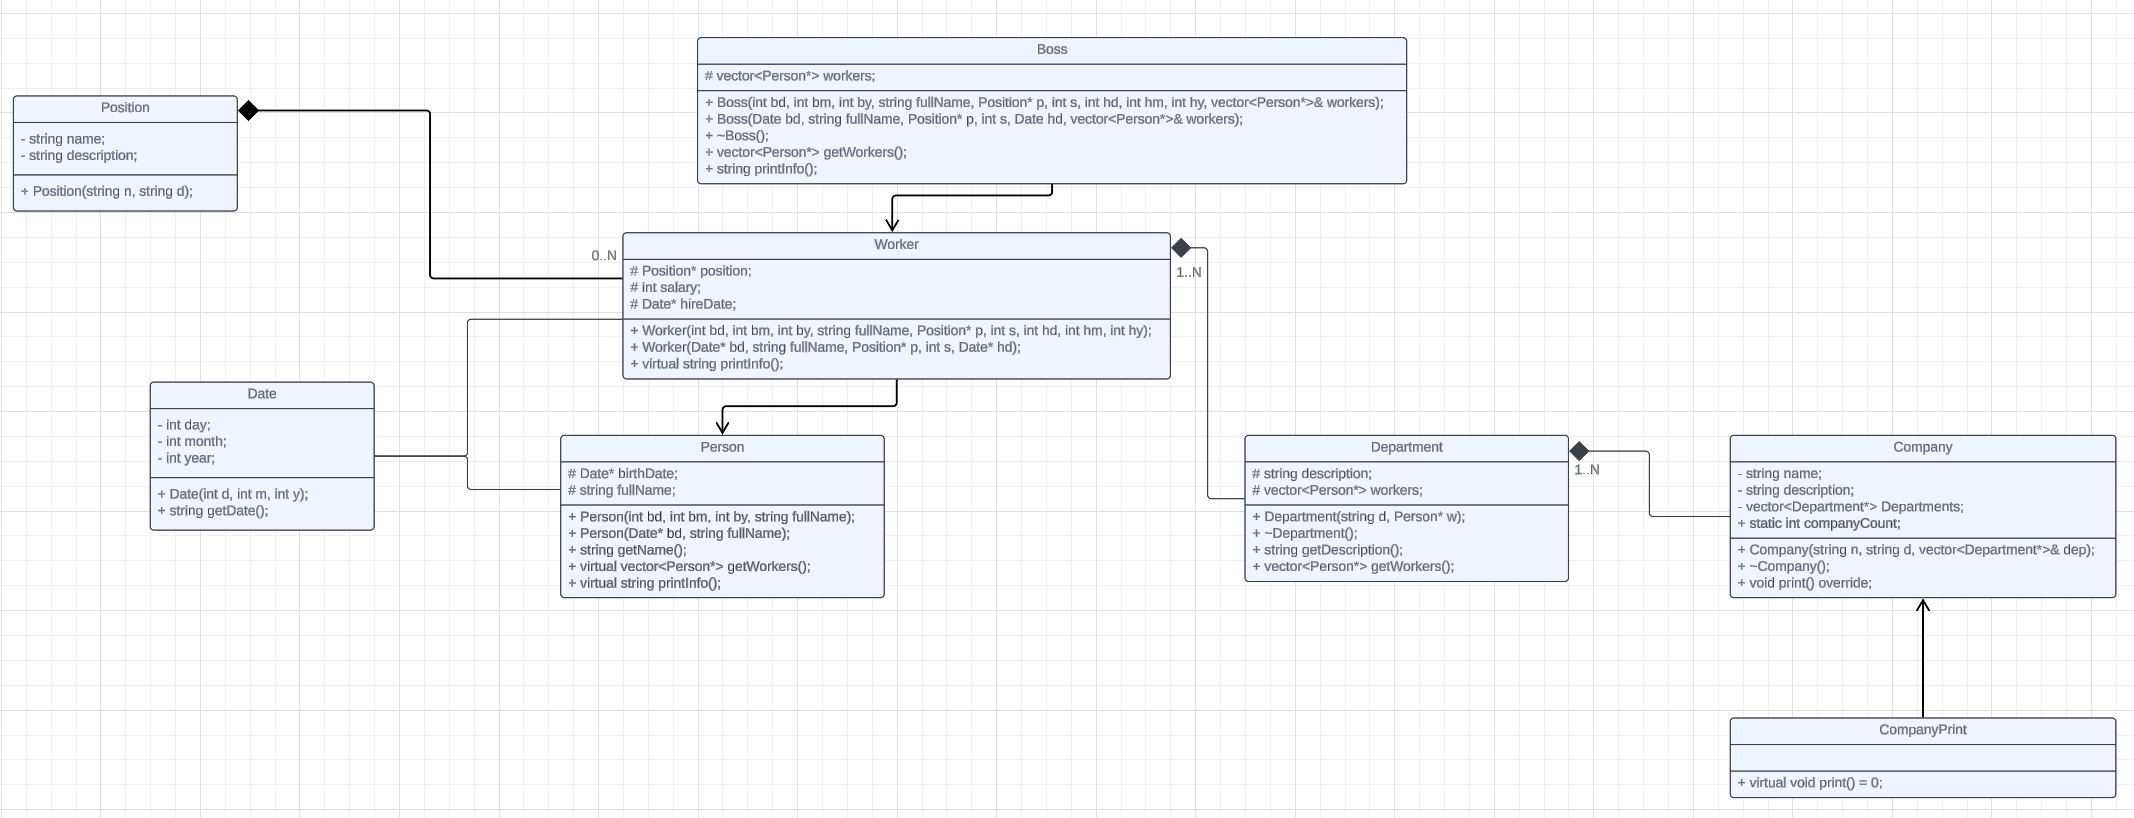 Boss
# vector<Person*> workers;
+ Boss(int bd, int bm, int by, string fullName, Position* p, int s, int hd, int hm, int hy, vector<Person*>& workers);
+ Boss(Date bd, string fullName, Position* p, int s, Date hd, vector<Person*>& workers);
+ ~Boss();
+ vector<Person*> getWorkers();
+ string printInfo();
Position
- string name;
- string description;
+ Position(string n, string d);
0..N
Worker
# Position* position;
# int salary;
# Date* hireDate;
+ Worker(int bd, int bm, int by, string fullName, Position* p, int s, int hd, int hm, int hy);
+ Worker(Date* bd, string fullName, Position* p, int s, Date* hd);
+ virtual string printInfo();
1..N
Date
- int day;
- int month;
- int year;
+ Date(int d, int m, int y);
+ string getDate();
Person
# Date* birthDate;
# string fullName;
+ Person(int bd, int bm, int by, string fullName);
+ Person(Date* bd, string fullName);
+ string getName();
+ virtual vector<Person*> getWorkers();
+ virtual string printInfo();
Department
# string description;
# vector<Person*> workers;
+ Department(string d, Person* w);
+ ~Department();
+ string getDescription();
+ vector<Person*> getWorkers();
1..N
Company
- string name;
- string description;
- vector<Department*> Departments;
+ static int companyCount;
+ Company(string n, string d, vector<Department*>& dep);
+ ~Company();
+ void print() override;
CompanyPrint
+ virtual void print() = 0;